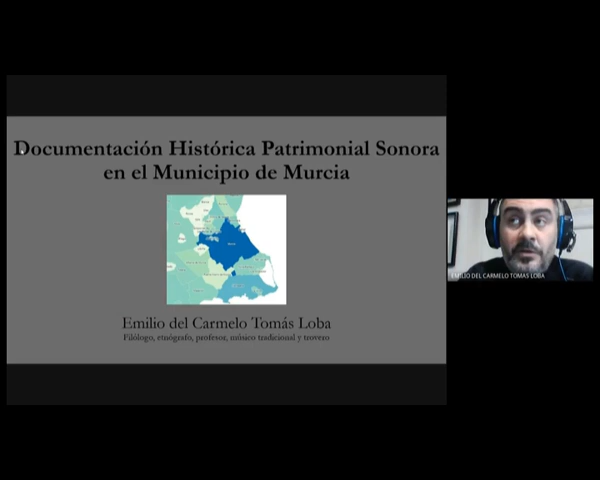 Documentación Histórica Patrimonial Sonora
en el Municipio de Murcia
Emilio del Carmelo Tomás Loba
Filólogo, etnógrafo, profesor, músico tradicional y trovero
EMILIO DEL CARMELO TOMAS LOBA